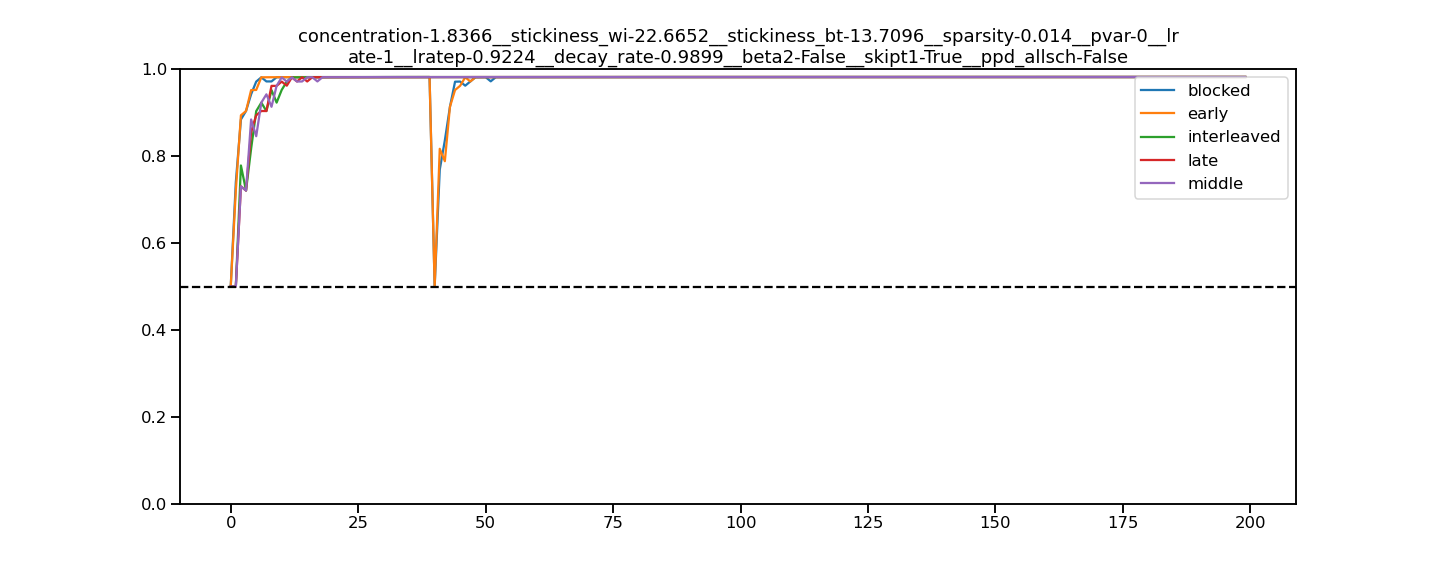 concentration-1.8366__stickiness_wi-22.6652__stickiness_bt-13.7096__sparsity-0.014__pvar-0__lr
ate-1__lratep-0.9224__decay_rate-0.9899__beta2-False__skipt1-True__ppd_allsch-False
1.0
0.8
0.6
0.4
0.2
0.0
blocked
early
interleaved
late
middle
0 25 50 75 100 125 150 175 200